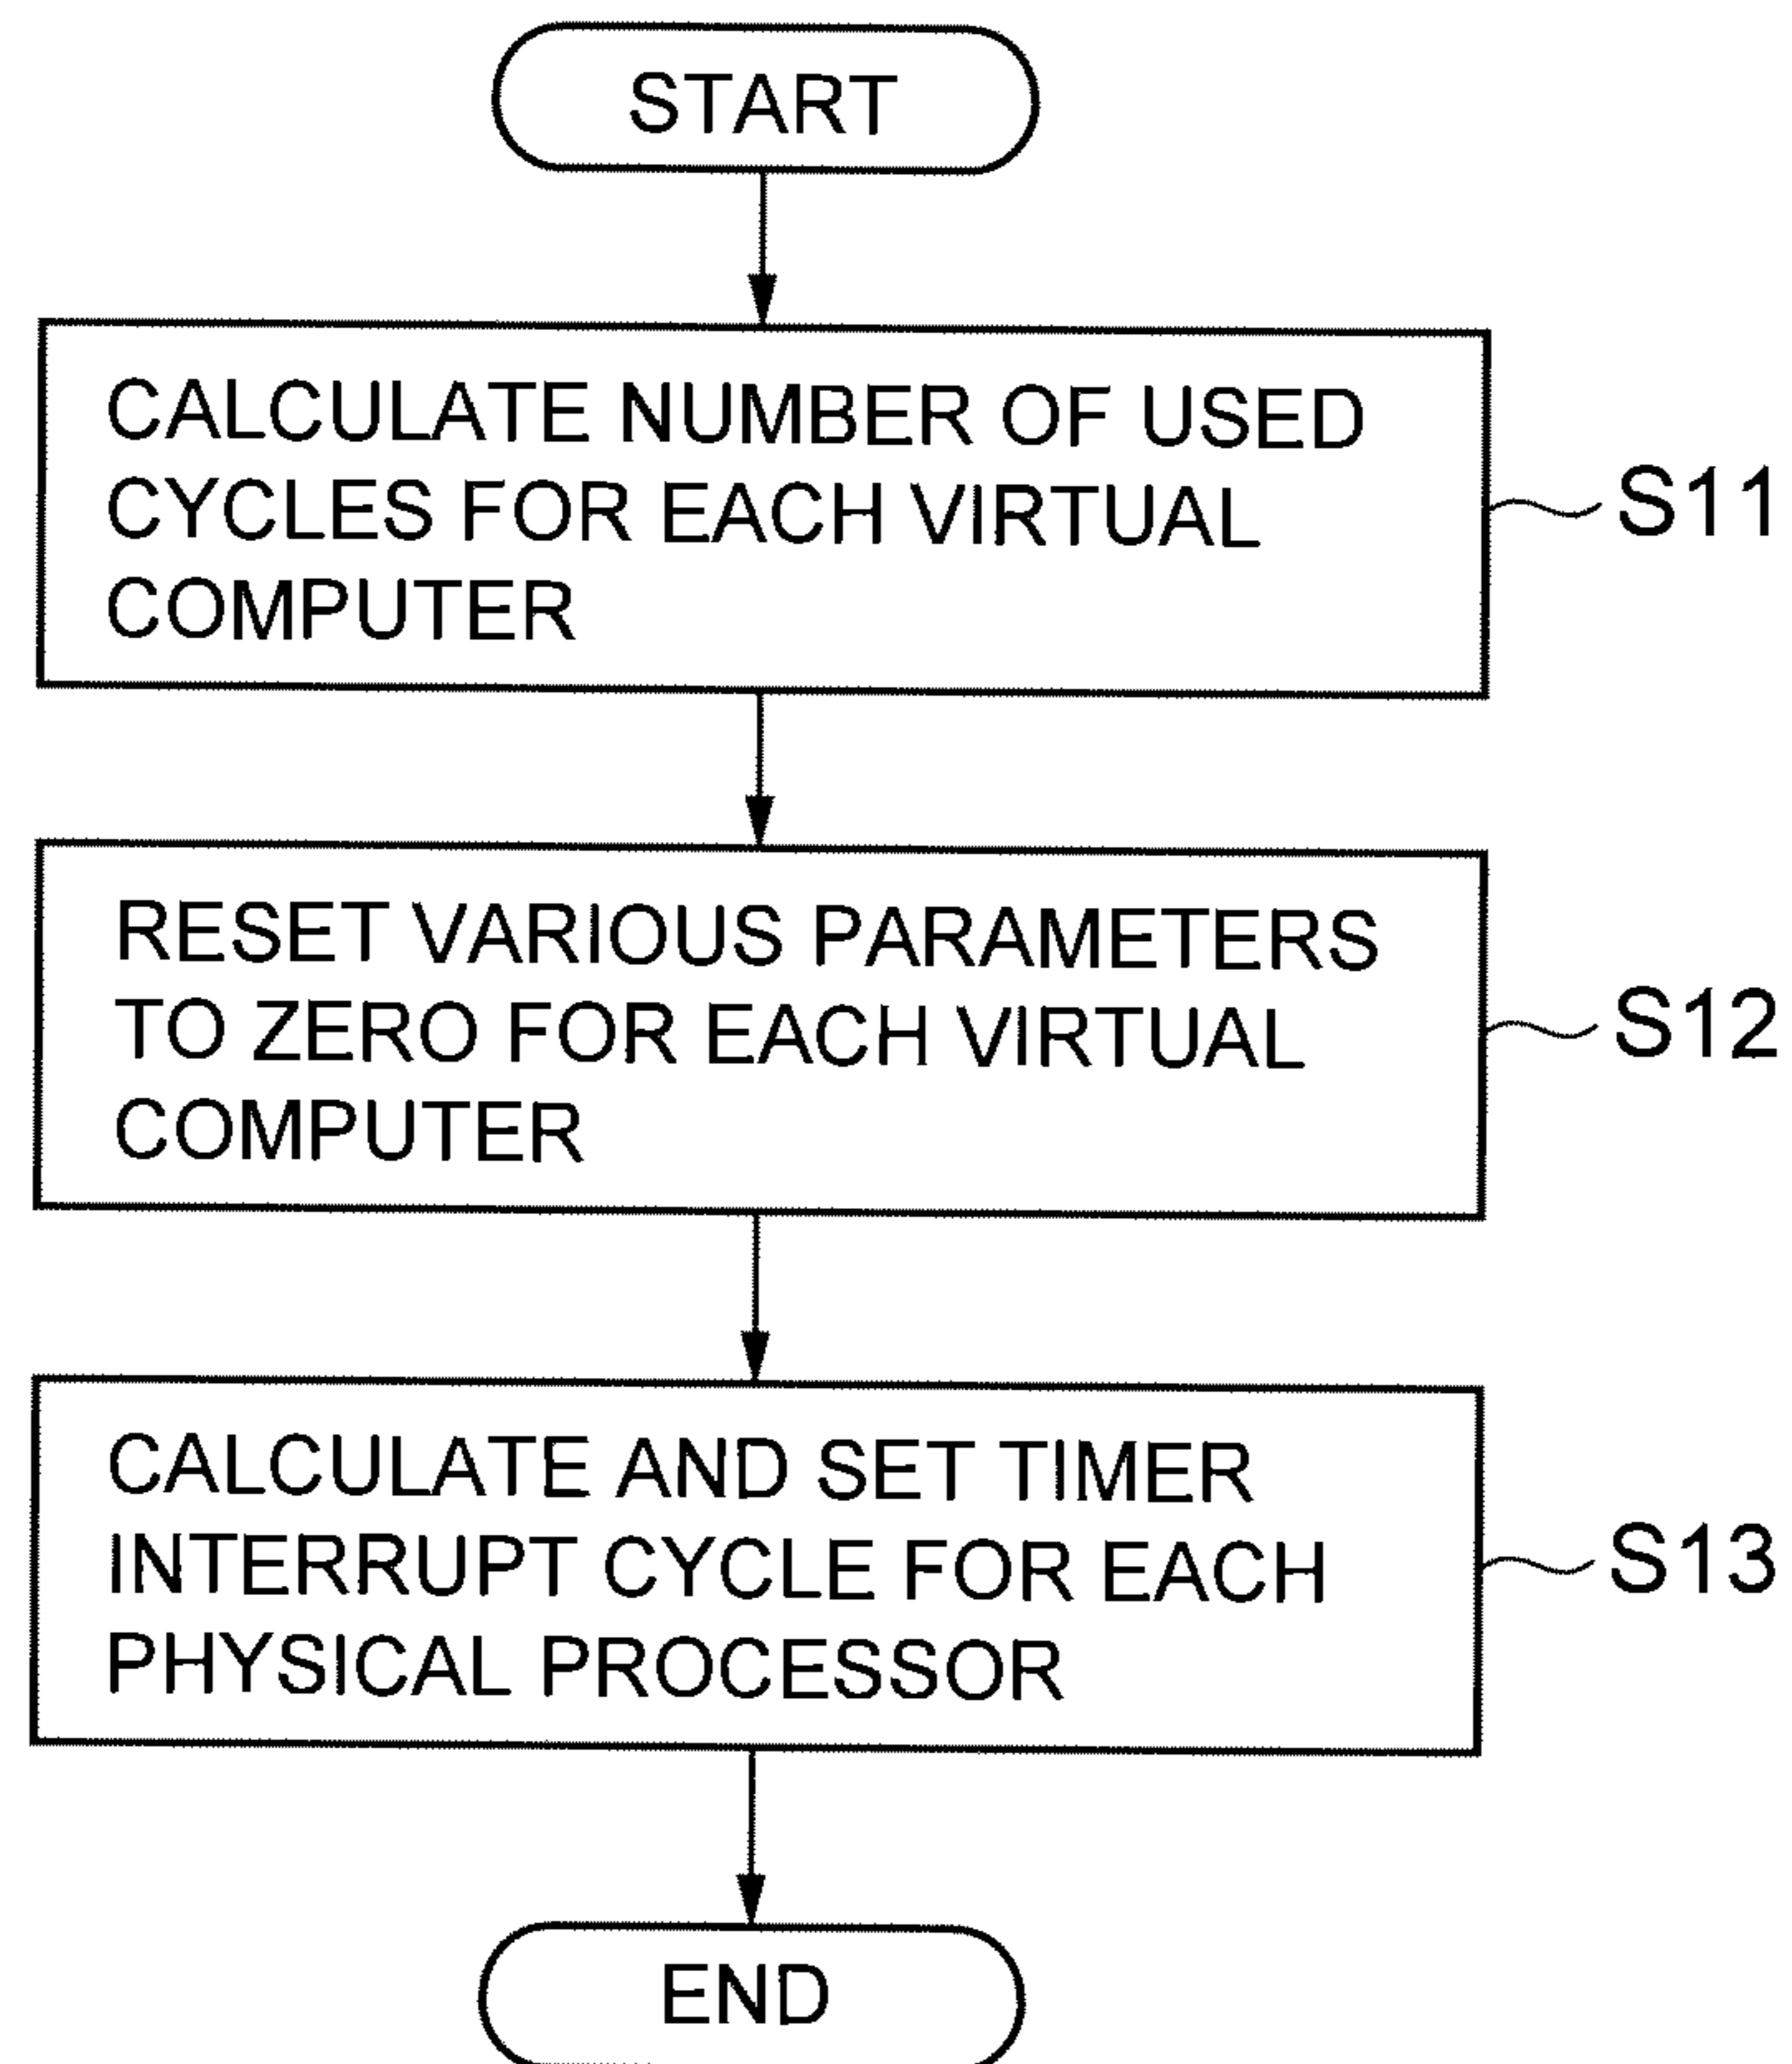 START
CALCULATE NUMBER OF USED
CYCLES FOR EACH VIRTUAL
COMPUTER
S11
RESET VARIOUS PARAMETERS
TO ZERO FOR EACH VIRTUAL
COMPUTER
S12
CALCULATE AND SET TIMER
INTERRUPT CYCLE FOR EACH
PHYSICAL PROCESSOR
S13
END